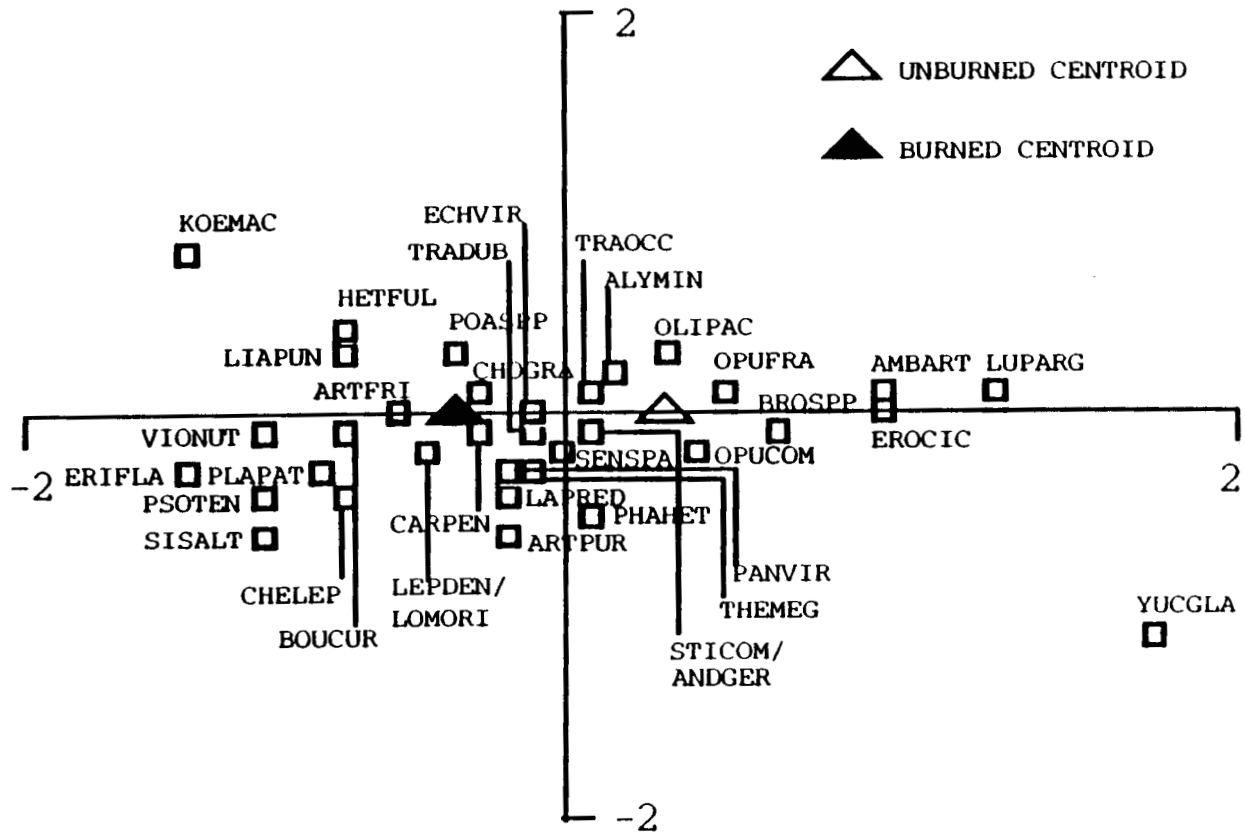 2
UNBURNED CENTROID
BURNED CENTROID
KOEMAC
ECHVIR
TRADUB
TRAOCC
ALYMIN
HETFUL
POASPP
OLIPAC
LIAPUN
CHOGRA
OPUFRA
AMBART LUPARG
ARTFRI
BROSPP
VIONUT
EROCIC
-2
ERIFLA
PLAPAT
SENSPA
OPUCOM
2
PSOTEN
LAPRED
CARPEN
PHAHET
SISALT
ARTPUR
CHELEP
LEPDEN/
LOMORI
PANVIR
THEMEG
YUCGLA
BOUCUR
STICOM/
ANDGER
-2